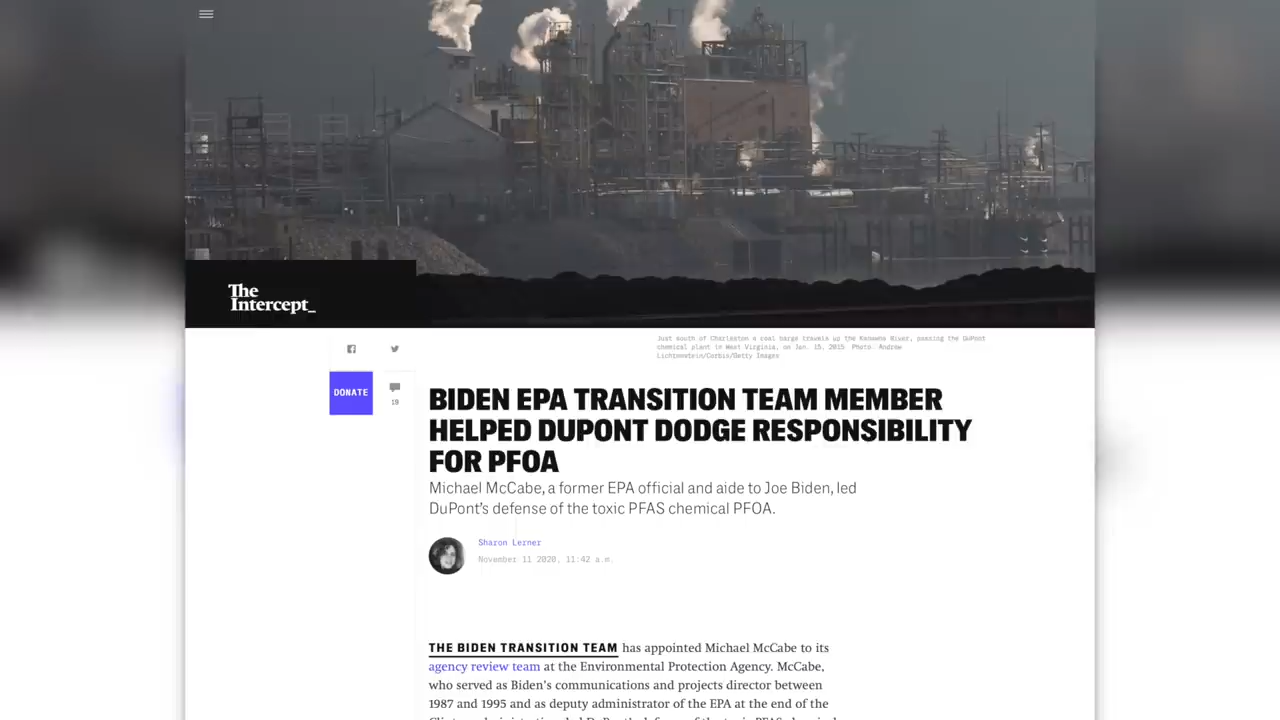 The
Intercept_
Just south of Charleston a coal barge travels up the Kanawha River, passing the DuPont
chemical plant in West Virginia, on Jan. 15, 2015. Photo: Andrew
Lichtenstein/Corbis/Getty Images
DONATE
19
BIDEN EPA TRANSITION TEAM MEMBER
HELPED DUPONT DODGE RESPONSIBILITY
FOR PFOA
Michael McCabe, a former EPA official and aide to Joe Biden, led
DuPont's defense of the toxic PFAS chemical PFOA.
Sharon Lerner
November 11 2020, 11:42 a.m.
THE BIDEN TRANSITION TEAM has appointed Michael McCabe to its
agency review team at the Environmental Protection Agency. McCabe,
who served as Biden's communications and projects director between
1987 and 1995 and as deputy administrator of the EPA at the end of the